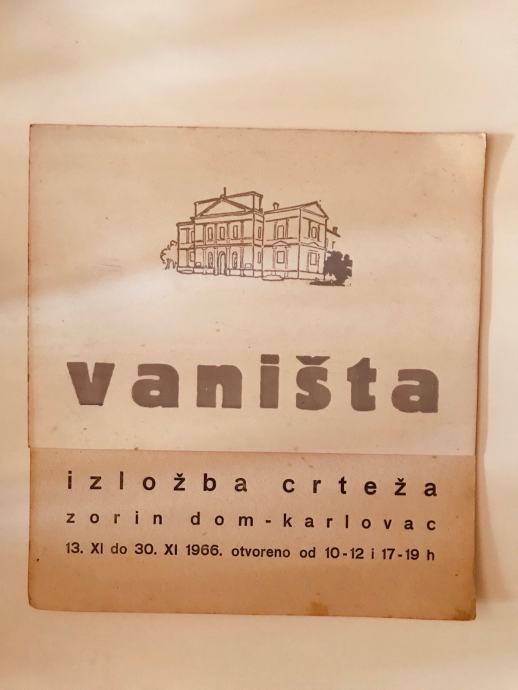 vaništa
izložba crteža
zorin dom-karlovac
13. XI do 30. XI 1966. otvoreno od 10-12 i 17-19 h